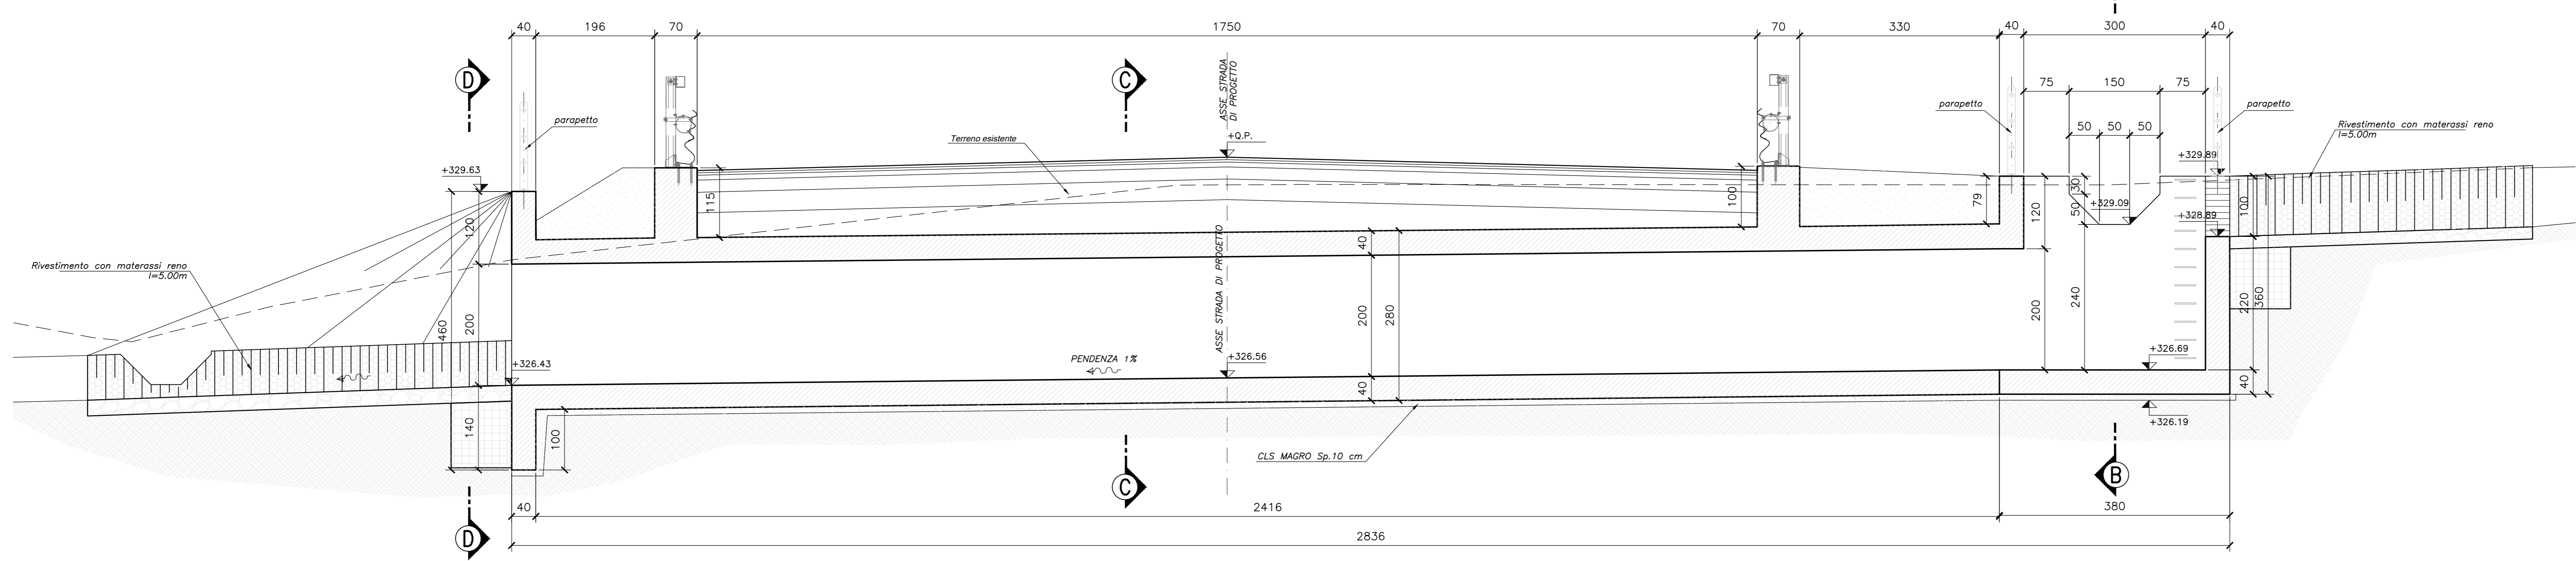 40 196 70 1750 70 330 40 300 40
D
C
ASSE STRADA
DI PROGETTO
75 150 75
parapetto
parapetto
parapetto
50 50 50
Rivestimento con materassi reno
l=5.00m
Terreno esistente
+Q.P.
+329.63
+329.89
115
100
79
120
30
50
+329.09
+328.89
100
120
40
Rivestimento con materassi reno
l=5.00m
460
200
ASSE STRADA DI PROGETTO
200
280
200
240
220
360
PENDENZA 1%
+326.43
+326.56
+326.69
40
40
140
100
+326.19
CLS MAGRO Sp.10 cm
C
B
40 2416 380
D
2836